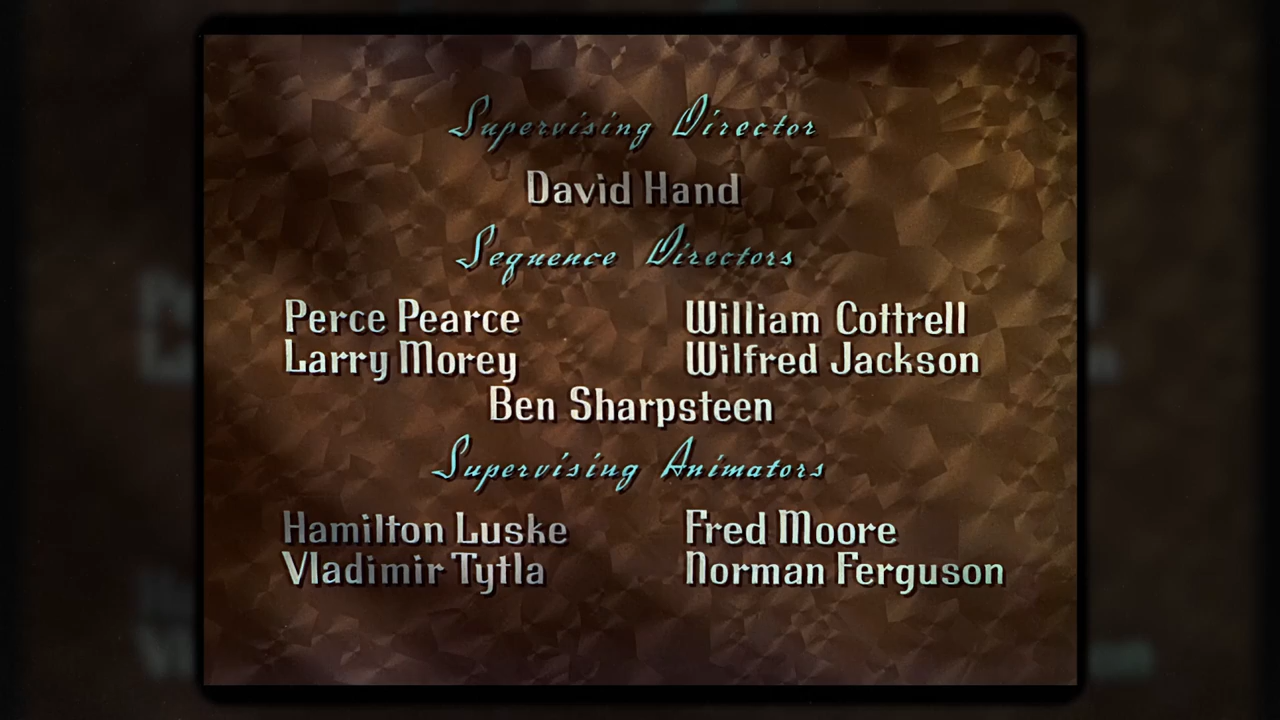 Supervising Director
David Hand
Sequence Directors
Perce Pearce William Cottrell
Larry Morey Wilfred Jackson
Ben Sharpsteen
Supervising Animators
Hamilton Luske Fred Moore
Vladimir Tytla Norman Ferguson